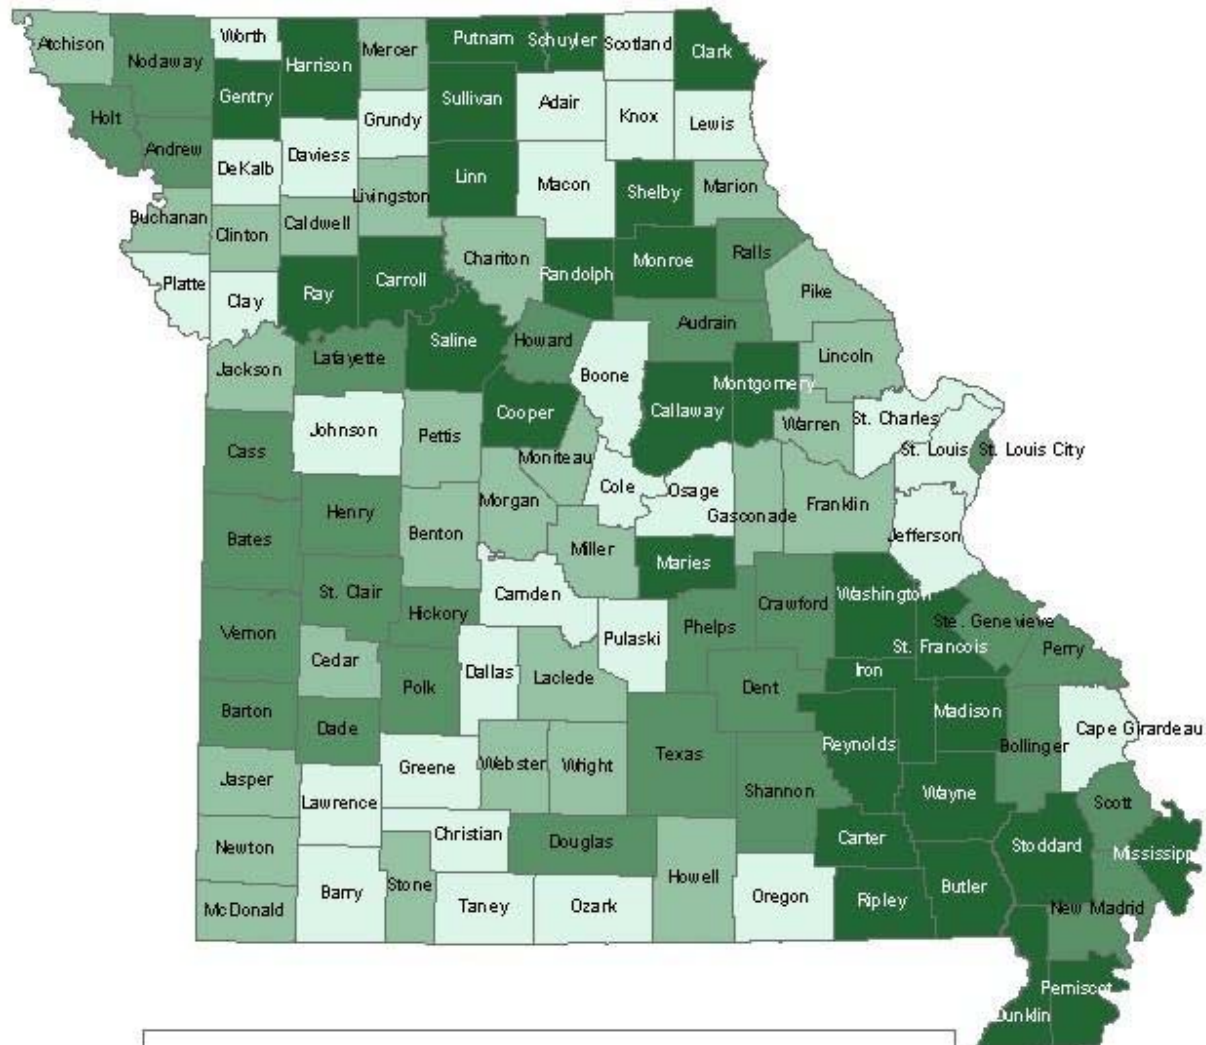 Atchison
Nodaway
Worth
Harrison
Mercer
Putnam
Schuyler
Scotland
Clark
Gentry
Sullivan
Adair
Knox
Lewis
Holt
Andrew
Grundy
DeKalb
Daviess
Linn
Macon
Shelby
Marion
Livingston
Buchanan
Clinton
Caldwell
Chariton
Randolph
Monroe
Ralls
Platte
Clay
Ray
Carroll
Pike
Audrain
Saline
Howard
Lafayette
Jackson
Boone
Lincoln
Montgomery
Callaway
Cooper
Johnson
Pettis
Warren
St. Charles
St. Louis
St. Louis City
Cass
Moniteau
Cole
Osage
Morgan
Gasconade
Franklin
Henry
Bates
Benton
Miller
Jefferson
Maries
St. Clair
Camden
Washington
Crawford
Hickory
Vernon
Pulaski
Phelps
Ste. Genevieve
St. Francois
Perry
Cedar
Dallas
Laclede
Iron
Polk
Dent
Barton
Dade
Madison
Cape Girardeau
Reynolds
Bollinger
Texas
Greene
Webster
Wright
Jasper
Shannon
Wayne
Lawrence
Scott
Christian
Douglas
Carter
Stoddard
Newton
Mississippi
Howell
Barry
Stone
Oregon
Ripley
Butler
McDonald
Taney
Ozark
New Madrid
Pemiscot
Dunklin